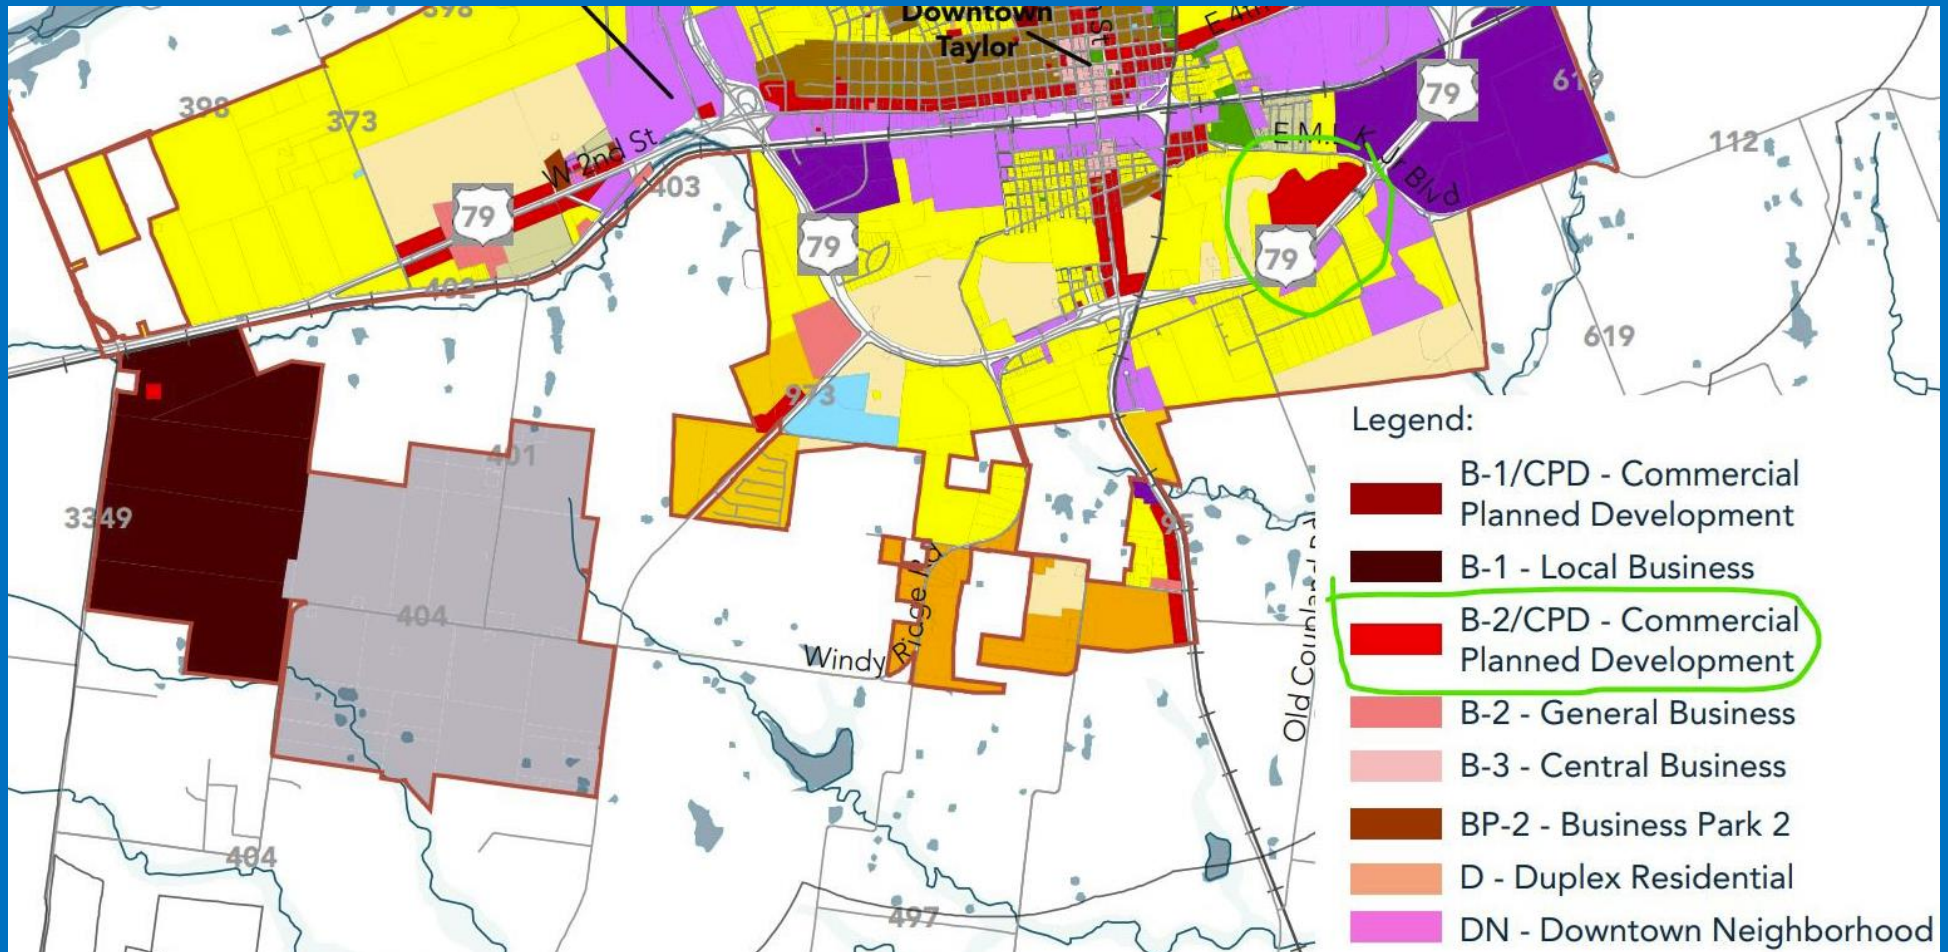 398
Downtown
Taylor
St
E 4th
79
619
398
373
112
E M.L K Jr Blvd
W 2nd St
403
79
79
79
402
619
973
401
3349
95
404
Windy Ridge Rd
Old Coupland Rd
404
497
Legend:
B-1/CPD - Commercial
Planned Development
B-1 - Local Business
B-2/CPD - Commercial
Planned Development
B-2 - General Business
B-3 - Central Business
BP-2 - Business Park 2
D - Duplex Residential
DN - Downtown Neighborhood